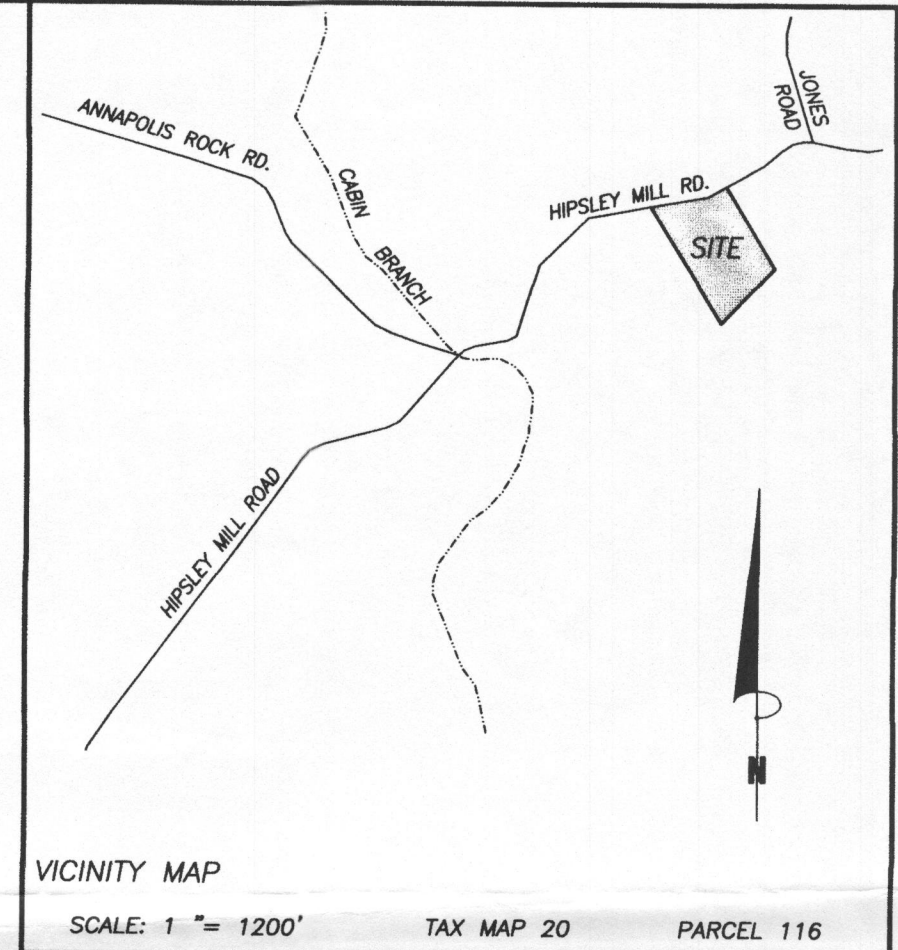 ANNAPOLIS ROCK RD.
CABIN
BRANCH
JONES
ROAD
HIPSLEY MILL RD.
SITE
HIPSLEY MILL ROAD
N
VICINITY MAP
SCALE: 1 "= 1200' TAX MAP 20 PARCEL 116